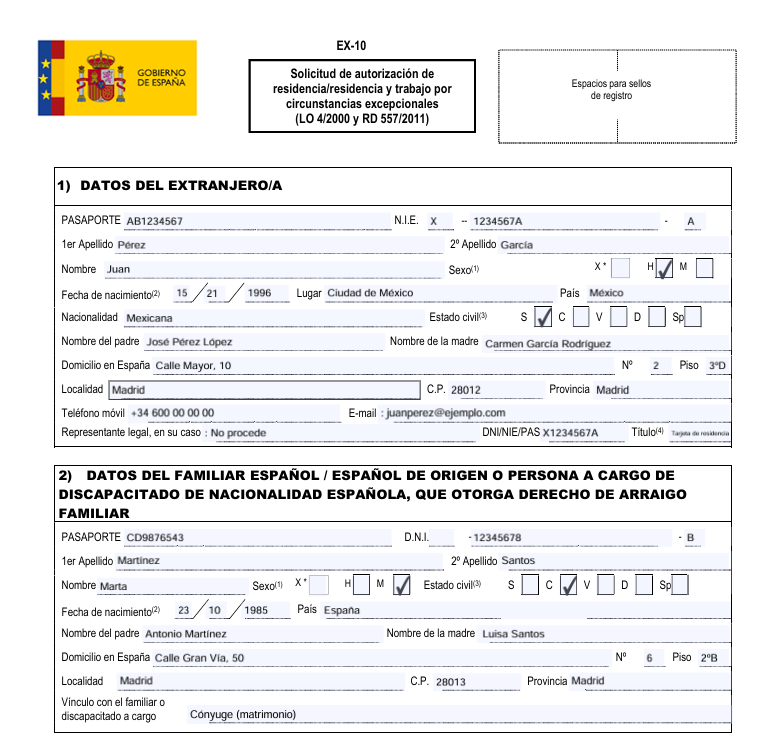 EX-10
GOBIERNO
DE ESPAÑA
Solicitud de autorización de
residencia/residencia y trabajo por
circunstancias excepcionales
(LO 4/2000 y RD 557/2011)
Espacios para sellos
de registro
1) DATOS DEL EXTRANJERO/A
PASAPORTE AB1234567 N.I.E. X -- 1234567A - A
1er Apellido Pérez 2º Apellido García
Nombre Juan Sexo(1) X * H M
Fecha de nacimiento(2) 15 / 21 / 1996 Lugar Ciudad de México País México
Nacionalidad Mexicana Estado civil(3) S C V D Sp
Nombre del padre José Pérez López Nombre de la madre Carmen García Rodríguez
Domicilio en España Calle Mayor, 10 Nº 2 Piso 3ºD
Localidad Madrid C.P. 28012 Provincia Madrid
Teléfono móvil +34 600 00 00 00 E-mail : juanperez@ejemplo.com
Representante legal, en su caso : No procede DNI/NIE/PAS X1234567A Título(4) Tarjeta de residencia
2) DATOS DEL FAMILIAR ESPAÑOL / ESPAÑOL DE ORIGEN O PERSONA A CARGO DE
DISCAPACITADO DE NACIONALIDAD ESPAÑOLA, QUE OTORGA DERECHO DE ARRAIGO
FAMILIAR
PASAPORTE CD9876543 D.N.I. - 12345678 - B
1er Apellido Martínez 2º Apellido Santos
Nombre Marta Sexo(1) X * H M Estado civil(3) S C V D Sp
Fecha de nacimiento(2) 23 / 10 / 1985 País España
Nombre del padre Antonio Martínez Nombre de la madre Luisa Santos
Domicilio en España Calle Gran Vía, 50 Nº 6 Piso 2ºB
Localidad Madrid C.P. 28013 Provincia Madrid
Vínculo con el familiar o
discapacitado a cargo Cónyuge (matrimonio)